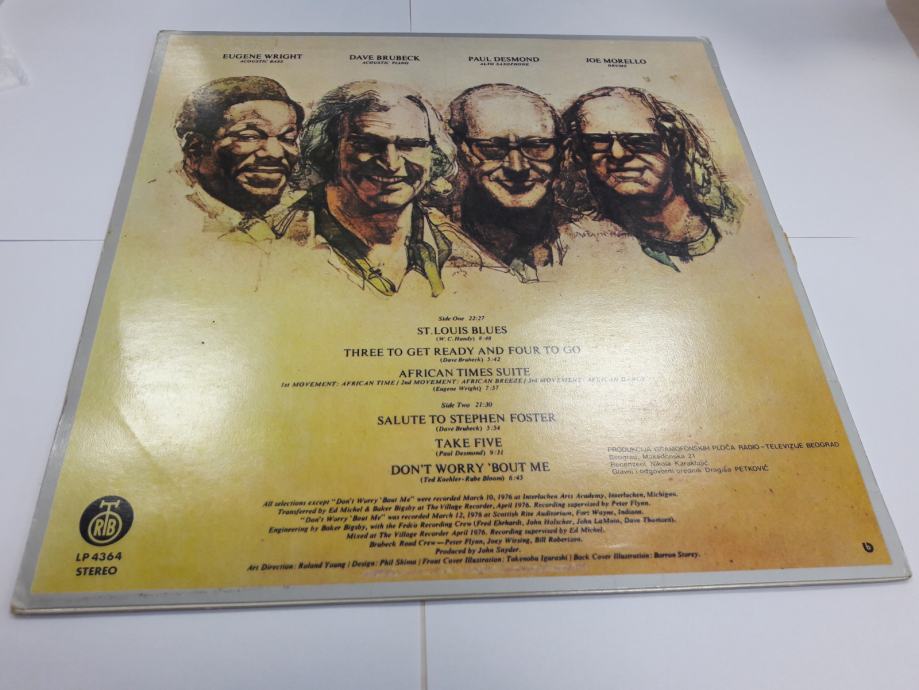 EUGENE WRIGHT
ACOUSTIC BASS
DAVE BRUBECK
ACOUSTIC PIANO
PAUL DESMOND
ALTO SAXOPHONE
JOE MORELLO
DRUMS
Side One 22:27
ST. LOUIS BLUES
(W. C. Handy) 8:48
THREE TO GET READY AND FOUR TO GO
(Dave Brubeck) 5:42
AFRICAN TIMES SUITE
1st MOVEMENT: AFRICAN TIME / 2nd MOVEMENT: AFRICAN BREEZE / 3rd MOVEMENT: AFRICAN DANCE
(Eugene Wright) 7:57
Side Two 21:30
SALUTE TO STEPHEN FOSTER
(Dave Brubeck) 5:34
TAKE FIVE
(Paul Desmond) 9:11
DON'T WORRY 'BOUT ME
(Ted Koehler-Rube Bloom) 6:45
PRODUKCIJA GRAMOFONSKIH PLOČA RADIO-TELEVIZIJE BEOGRAD
Beograd, Makedonska 21
Recenzent Nikola Karaklajić
Glavni i odgovorni urednik Dragiša PETKOVIĆ
All selections except "Don't Worry 'Bout Me" were recorded March 10, 1976 at Interlochen Arts Academy, Interlochen, Michigan.
Transferred by Ed Michel & Baker Bigsby at The Village Recorder, April 1976. Recording supervised by Peter Flynn.
"Don't Worry 'Bout Me" was recorded March 12, 1976 at Scottish Rite Auditorium, Fort Wayne, Indiana.
Engineering by Baker Bigsby, with the Fedco Recording Crew (Fred Ehrhardt, John Holscher, John LaMoia, Dave Thomsen).
Mixed at The Village Recorder April 1976. Recording supervised by Ed Michel.
Brubeck Road Crew—Peter Flynn, Joey Wirsing, Bill Robertson.
Produced by John Snyder.
Art Direction: Roland Young / Design: Phil Shima / Front Cover Illustration: Takenobu Igarashi / Back Cover Illustration: Barron Storey.
RTB
LP 4364
STEREO